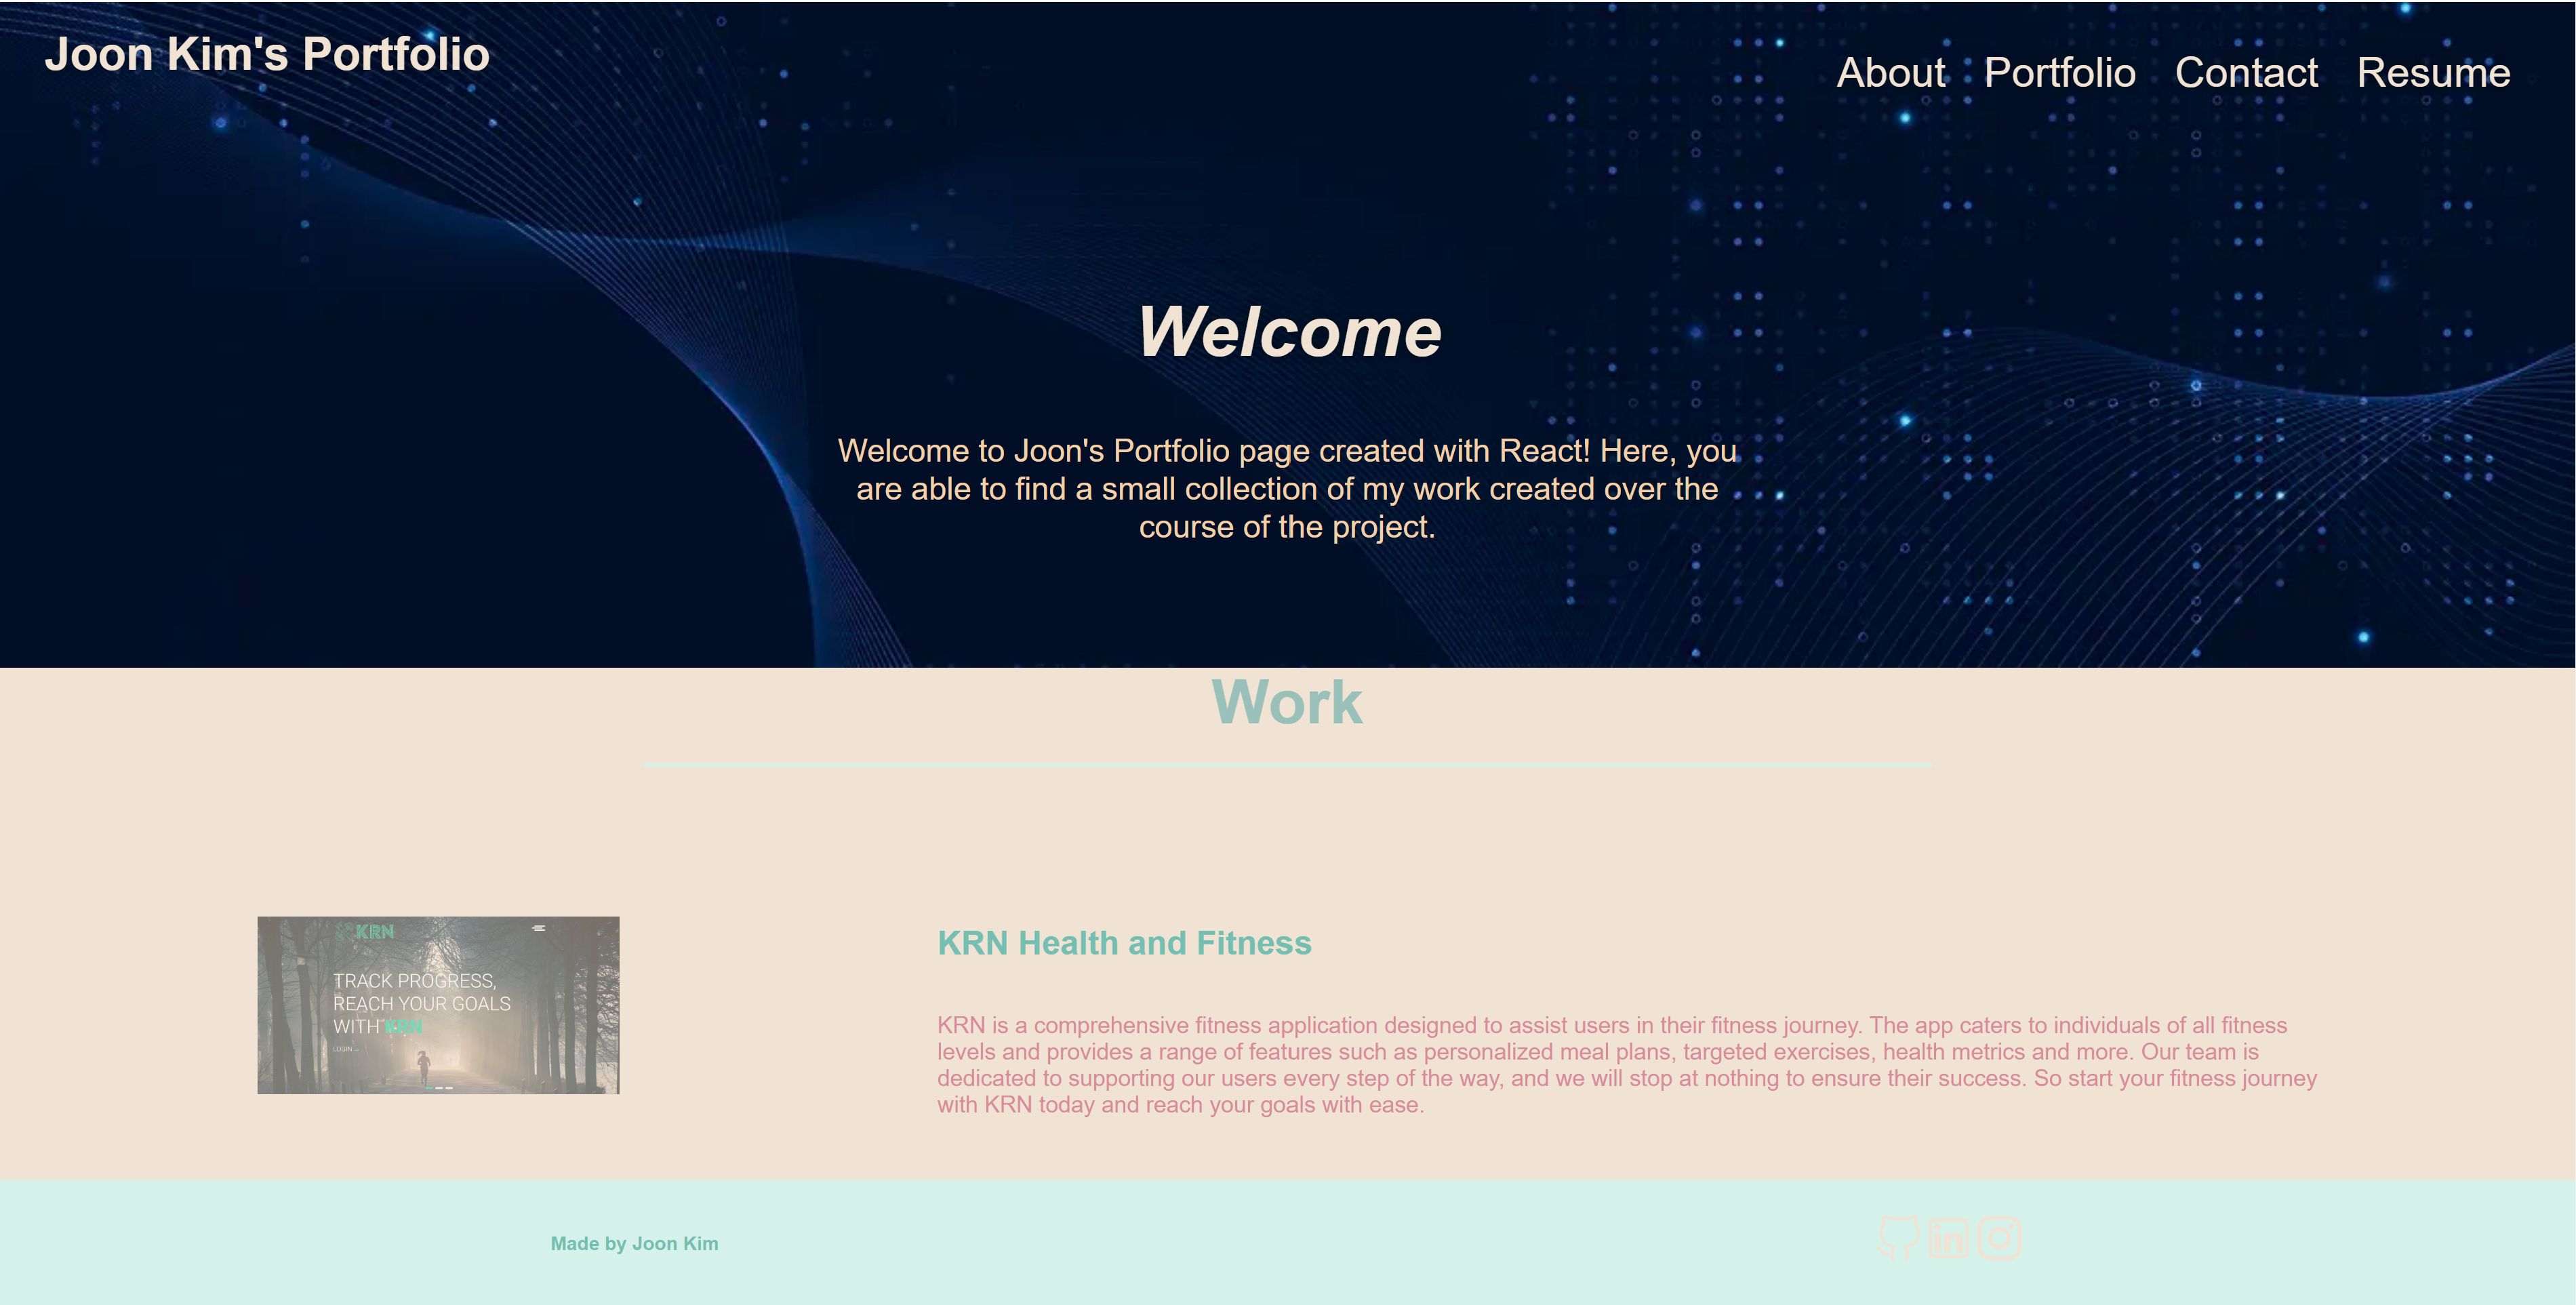 Joon Kim's Portfolio
About Portfolio Contact Resume
Welcome
Welcome to Joon's Portfolio page created with React! Here, you
are able to find a small collection of my work created over the
course of the project.
Work
KRN
TRACK PROGRESS,
REACH YOUR GOALS
WITH KRN
LOGIN
KRN Health and Fitness
KRN is a comprehensive fitness application designed to assist users in their fitness journey. The app caters to individuals of all fitness
levels and provides a range of features such as personalized meal plans, targeted exercises, health metrics and more. Our team is
dedicated to supporting our users every step of the way, and we will stop at nothing to ensure their success. So start your fitness journey
with KRN today and reach your goals with ease.
Made by Joon Kim
in